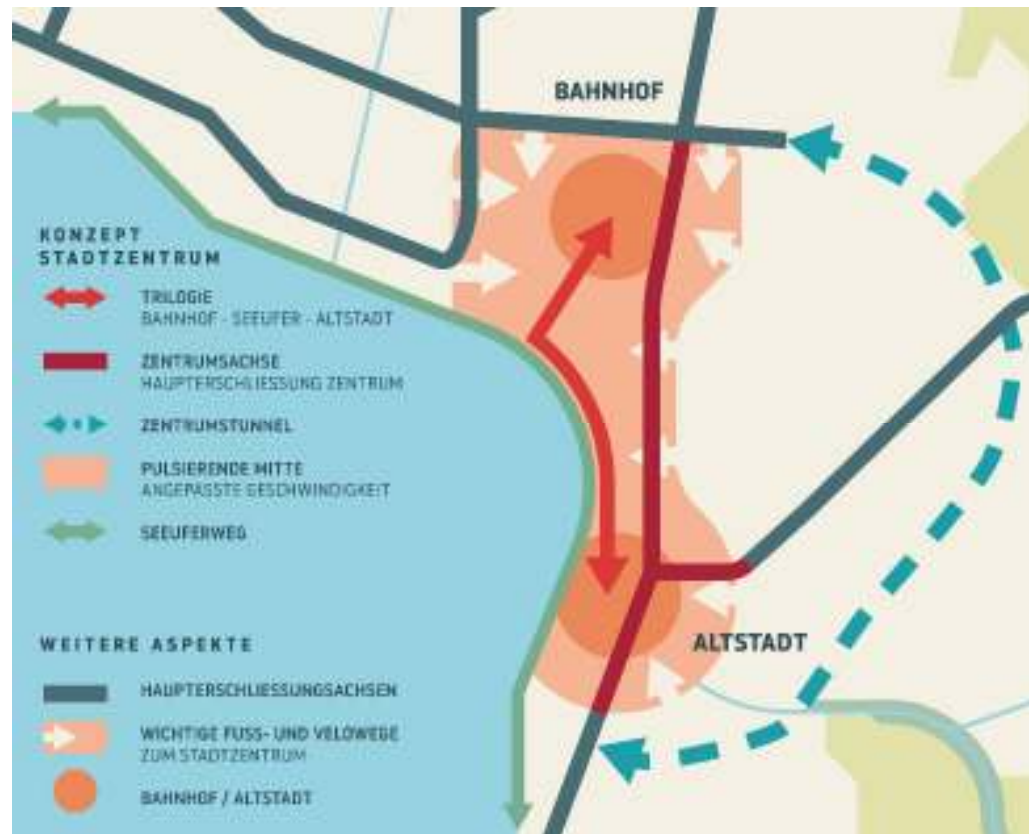 BAHNHOF
KONZEPT
STADTZENTRUM
TRILOGIE
BAHNHOF - SEEUFER - ALTSTADT
ZENTRUMSACHSE
HAUPTERSCHLIESSUNG ZENTRUM
ZENTRUMSTUNNEL
PULSIERENDE MITTE
ANGEPASSTE GESCHWINDIGKEIT
SEEUFERWEG
WEITERE ASPEKTE
ALTSTADT
HAUPTERSCHLIESSUNGSACHSEN
WICHTIGE FUSS- UND VELOWEGE
ZUM STADTZENTRUM
BAHNHOF / ALTSTADT